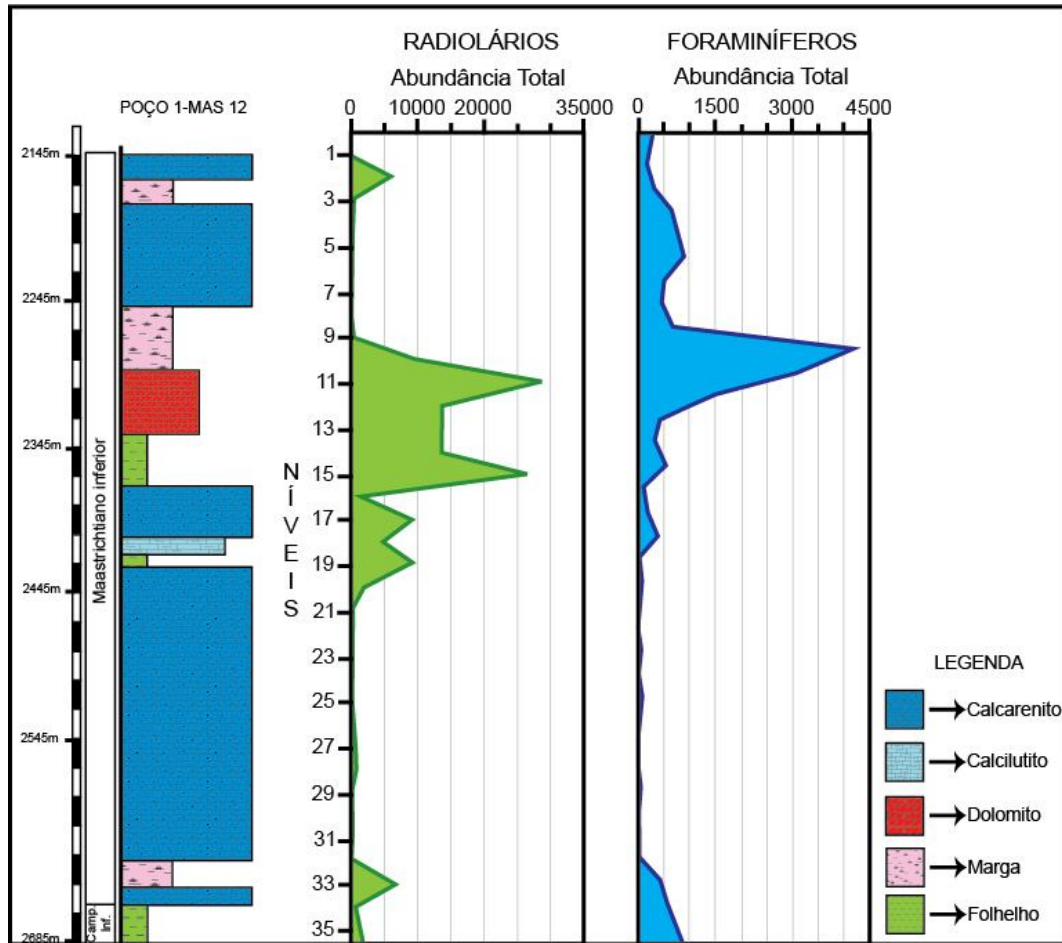 RADIOLÁRIOS
Abundância Total
0 10000 20000 35000
FORAMINÍFEROS
Abundância Total
0 1500 3000 4500
POÇO 1-MAS 12
2145m
2245m
2345m
2445m
2545m
2685m
Maastrichtiano inferior
Camp.
Inf.
NÍVEIS
1
3
5
7
9
11
13
15
17
19
21
23
25
27
29
31
33
35
LEGENDA
Calcarenito
Calcilutito
Dolomito
Marga
Folhelho